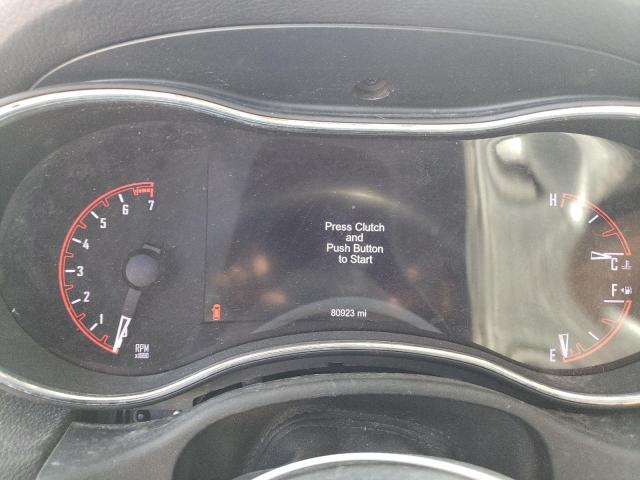 7
6
5
4
3
2
1
0
RPM
x1000
Press Clutch
and
Push Button
to Start
80923 mi
H
C
F
E